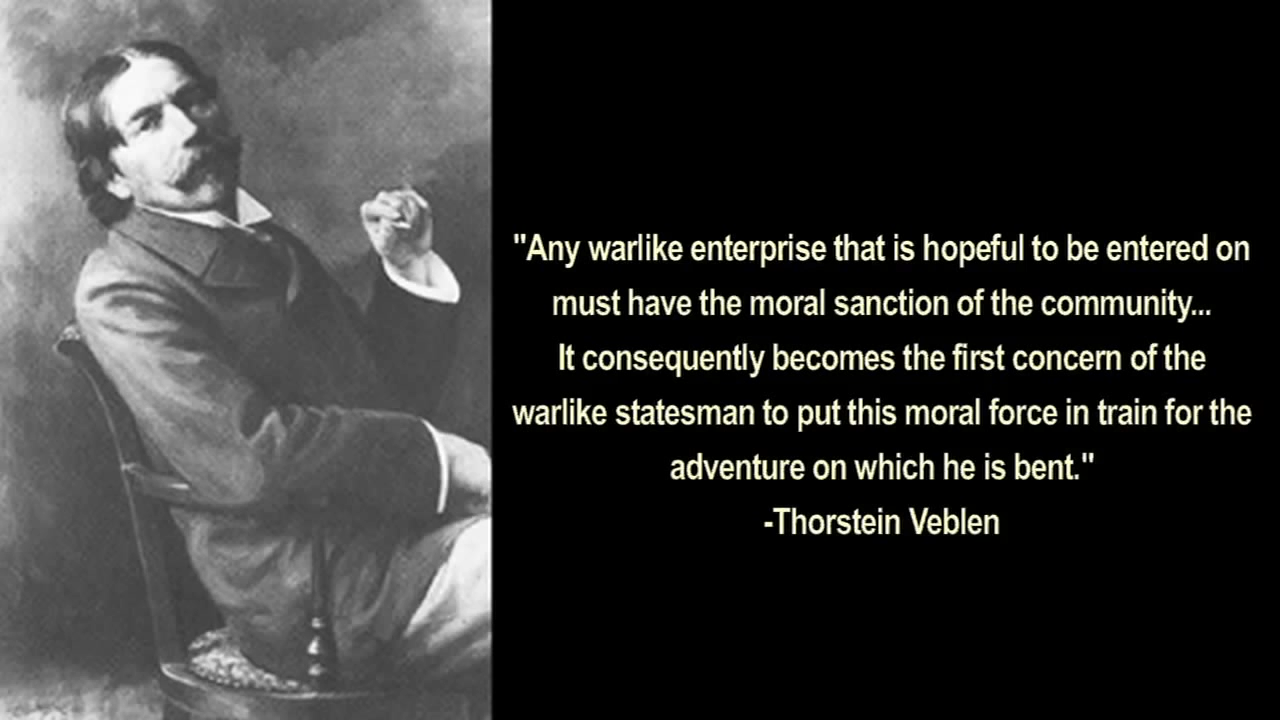 "Any warlike enterprise that is hopeful to be entered on
must have the moral sanction of the community...
It consequently becomes the first concern of the
warlike statesman to put this moral force in train for the
adventure on which he is bent."
-Thorstein Veblen